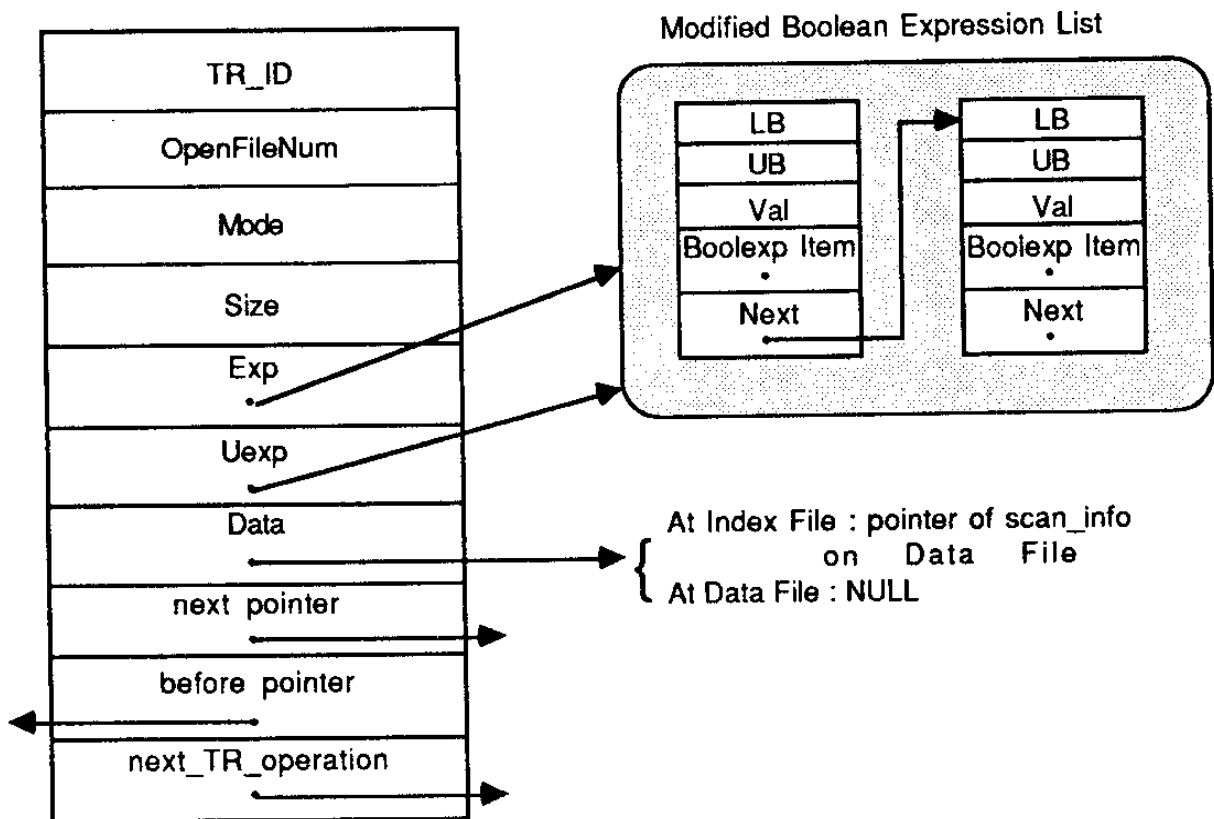 Modified Boolean Expression List
TR_ID
OpenFileNum
Mode
Size
Exp
Uexp
Data
next pointer
before pointer
next_TR_operation
LB
UB
Val
Boolexp Item
Next
LB
UB
Val
Boolexp Item
Next
At Index File : pointer of scan_info
on Data File
At Data File : NULL